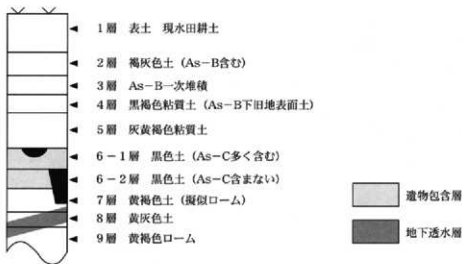 1層 表土 現水田耕土
2層 褐灰色土（As－B含む）
3層 As－B一次堆積
4層 黒褐色粘質土（As－B下旧地表面土）
5層 灰黄褐色粘質土
6－1層 黒色土（As－C多く含む）
6－2層 黒色土（As－C含まない）
7層 黄褐色土（擬似ローム）
8層 黄灰色土
9層 黄褐色ローム
遺物包含層
地下透水層